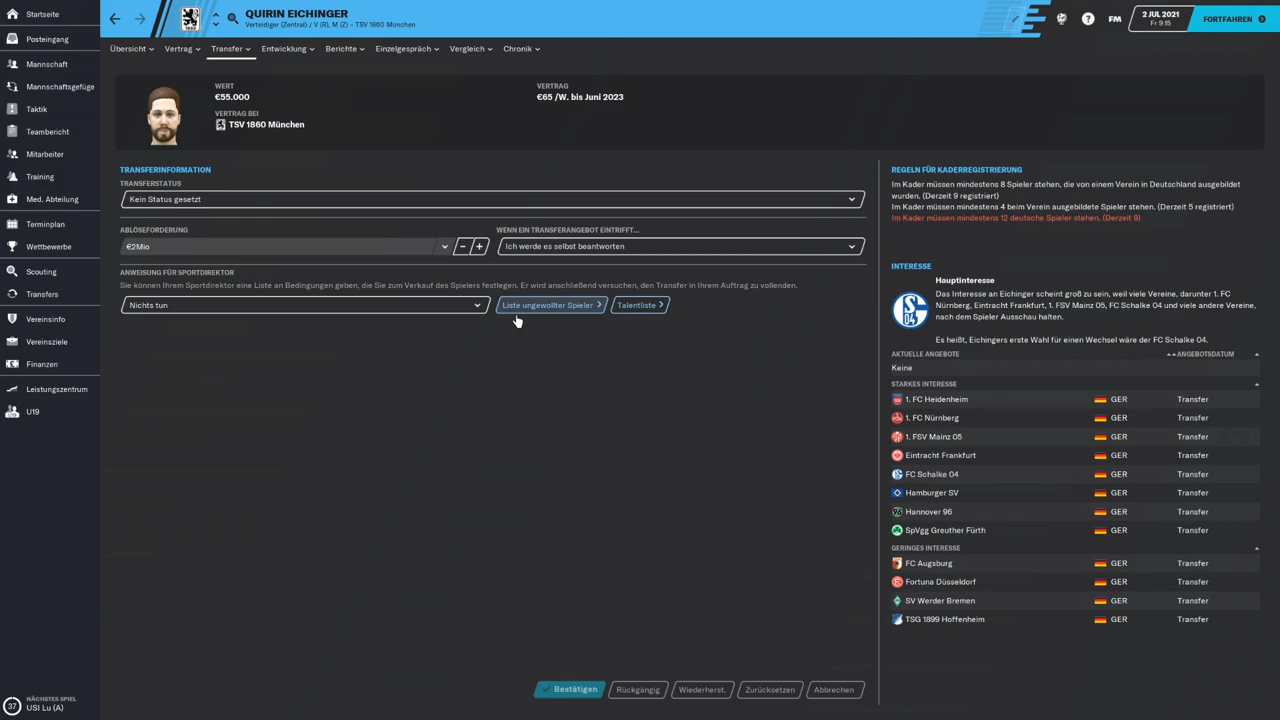 Startseite
Posteingang
Mannschaft
Mannschaftsgefüge
Taktik
Teambericht
Mitarbeiter
Training
Med. Abteilung
Terminplan
Wettbewerbe
Scouting
Transfers
Vereinsinfo
Vereinsziele
Finanzen
Leistungszentrum
U19
37
NÄCHSTES SPIEL
USI Lu (A)
QUIRIN EICHINGER
Verteidiger (Zentral) / V (R), M (Z) – TSV 1860 München
?
FM
2 JUL 2021
Fr 9:15
FORTFAHREN
Übersicht
Vertrag
Transfer
Entwicklung
Berichte
Einzelgespräch
Vergleich
Chronik
WERT
€55.000
VERTRAG BEI
TSV 1860 München
VERTRAG
€65 /W. bis Juni 2023
TRANSFERINFORMATION
TRANSFERSTATUS
Kein Status gesetzt
ABLÖSEFORDERUNG
€2Mio
− +
WENN EIN TRANSFERANGEBOT EINTRIFFT...
Ich werde es selbst beantworten
ANWEISUNG FÜR SPORTDIREKTOR
Sie können Ihrem Sportdirektor eine Liste an Bedingungen geben, die Sie zum Verkauf des Spielers festlegen. Er wird anschließend versuchen, den Transfer in Ihrem Auftrag zu vollenden.
Nichts tun
Liste ungewollter Spieler
Talentliste
Bestätigen
Rückgängig
Wiederherst.
Zurücksetzen
Abbrechen
REGELN FÜR KADERREGISTRIERUNG
Im Kader müssen mindestens 8 Spieler stehen, die von einem Verein in Deutschland ausgebildet
wurden. (Derzeit 9 registriert)
Im Kader müssen mindestens 4 beim Verein ausgebildete Spieler stehen. (Derzeit 5 registriert)
Im Kader müssen mindestens 12 deutsche Spieler stehen. (Derzeit 9)
INTERESSE
Hauptinteresse
Das Interesse an Eichinger scheint groß zu sein, weil viele Vereine, darunter 1. FC
Nürnberg, Eintracht Frankfurt, 1. FSV Mainz 05, FC Schalke 04 und viele andere Vereine,
nach dem Spieler Ausschau halten.
Es heißt, Eichingers erste Wahl für einen Wechsel wäre der FC Schalke 04.
AKTUELLE ANGEBOTE
ANGEBOTSDATUM
Keine
STARKES INTERESSE
1. FC Heidenheim GER Transfer
1. FC Nürnberg GER Transfer
1. FSV Mainz 05 GER Transfer
Eintracht Frankfurt GER Transfer
FC Schalke 04 GER Transfer
Hamburger SV GER Transfer
Hannover 96 GER Transfer
SpVgg Greuther Fürth GER Transfer
GERINGES INTERESSE
FC Augsburg GER Transfer
Fortuna Düsseldorf GER Transfer
SV Werder Bremen GER Transfer
TSG 1899 Hoffenheim GER Transfer